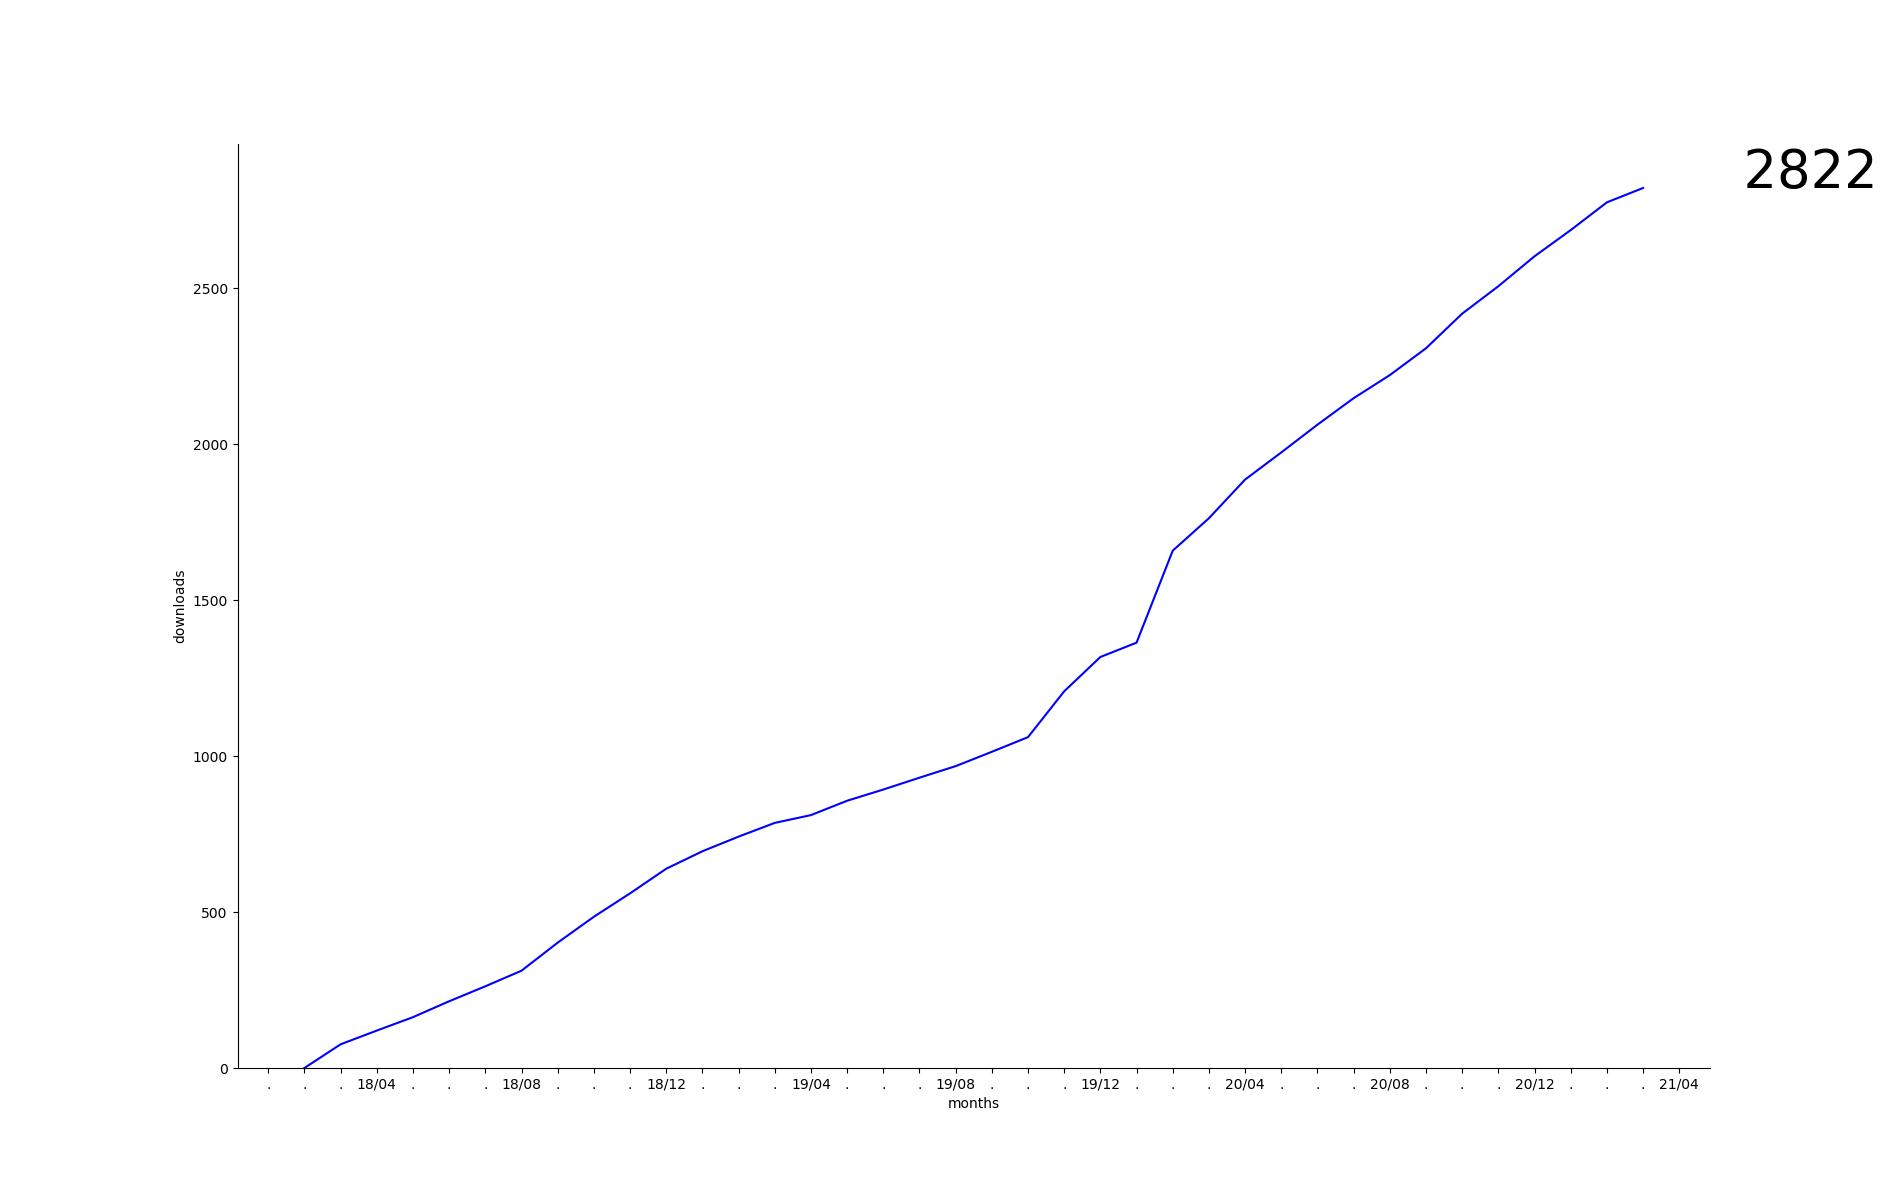 2822
2500
2000
1500
1000
500
0
downloads
. . . 18/04 . . . 18/08 . . . 18/12 . . . 19/04 . . . 19/08 . . . 19/12 . . . 20/04 . . . 20/08 . . . 20/12 . . . 21/04
months